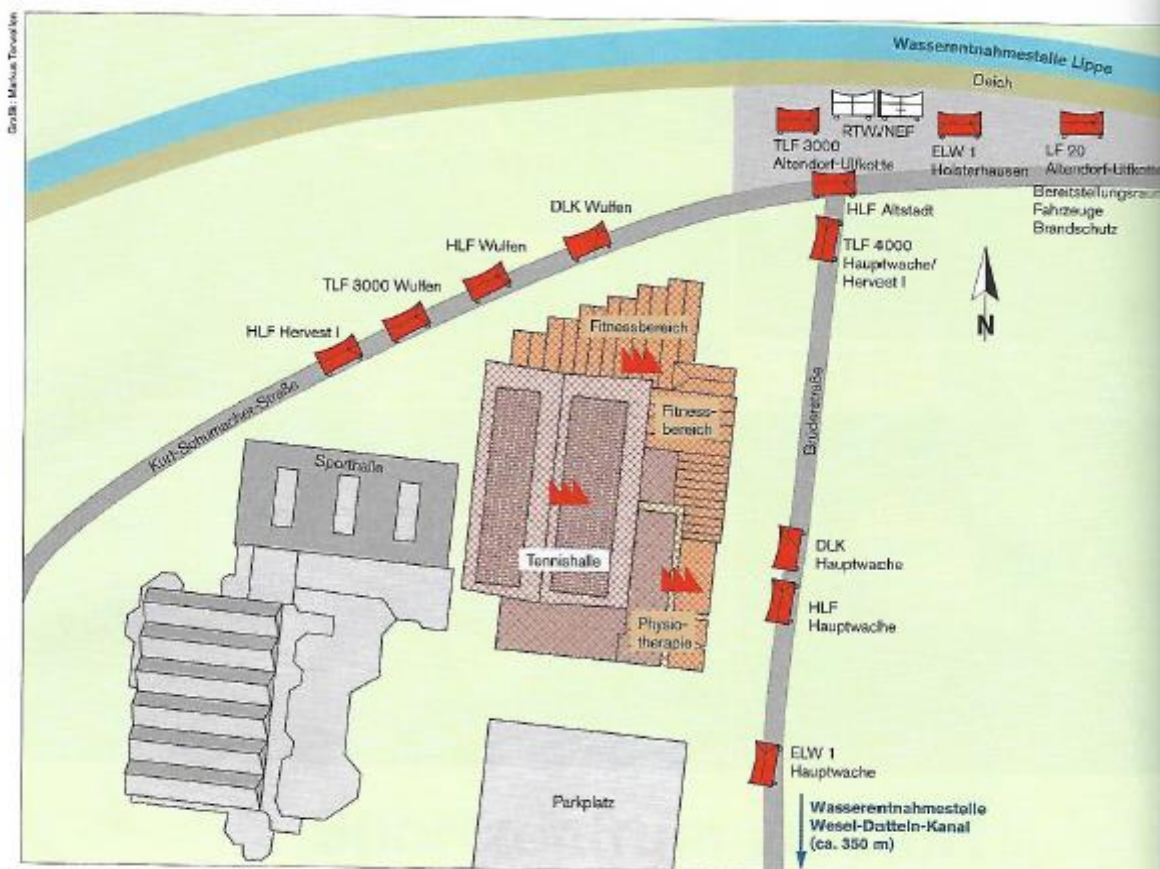 Grafik: Markus Terwellen
Wasserentnahmestelle Lippe
Deich
RTW/NEF
TLF 3000
Altendorf-Ulfkotte
ELW 1
Holsterhausen
LF 20
Altendorf-Ulfkotte
Bereitstellungsraum
Fahrzeuge
Brandschutz
HLF Altstadt
DLK Wulfen
TLF 4000
Hauptwache/
Hervest I
HLF Wulfen
TLF 3000 Wulfen
HLF Hervest I
N
Fitnessbereich
Kurt-Schumacher-Straße
Fitness-
bereich
Bruderstraße
Sporthalle
Tennishalle
DLK
Hauptwache
HLF
Hauptwache
Physio-
therapie
ELW 1
Hauptwache
Parkplatz
Wasserentnahmestelle
Wesel-Datteln-Kanal
(ca. 350 m)